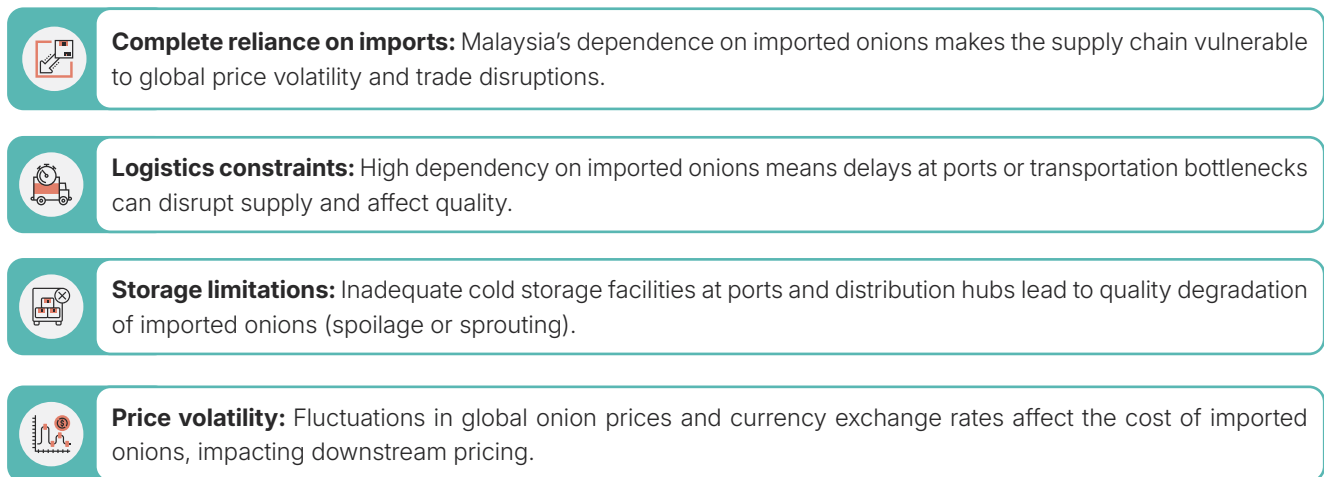 Complete reliance on imports: Malaysia’s dependence on imported onions makes the supply chain vulnerable
to global price volatility and trade disruptions.
Logistics constraints: High dependency on imported onions means delays at ports or transportation bottlenecks
can disrupt supply and affect quality.
Storage limitations: Inadequate cold storage facilities at ports and distribution hubs lead to quality degradation
of imported onions (spoilage or sprouting).
Price volatility: Fluctuations in global onion prices and currency exchange rates affect the cost of imported
onions, impacting downstream pricing.